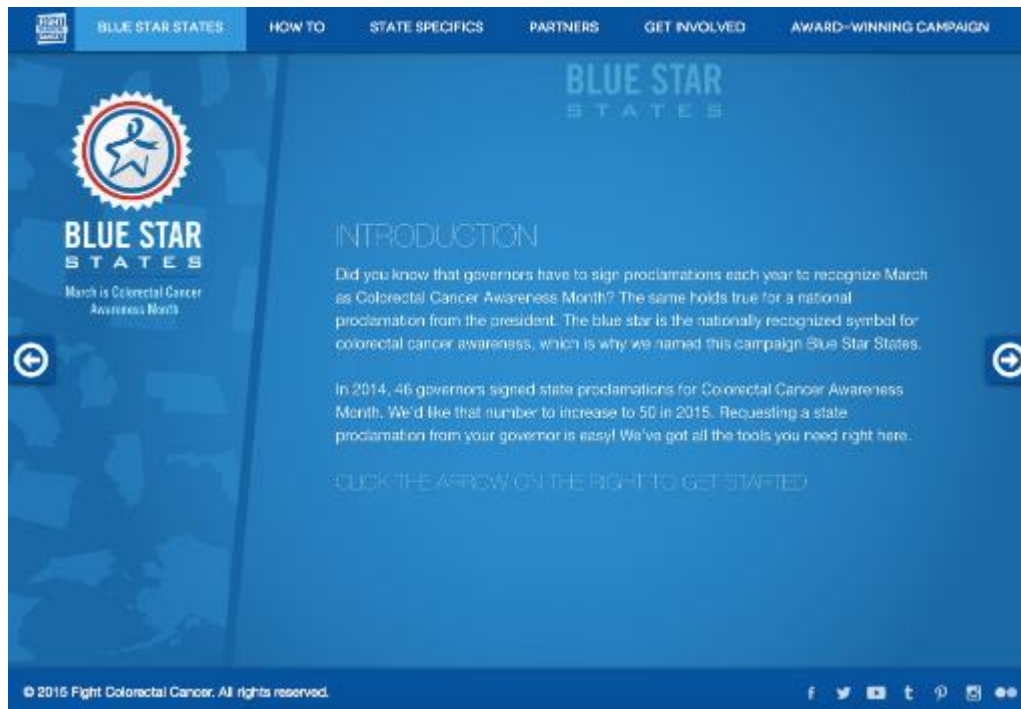 FIGHT
COLORECTAL
CANCER
BLUE STAR STATES
HOW TO
STATE SPECIFICS
PARTNERS
GET INVOLVED
AWARD-WINNING CAMPAIGN
BLUE STAR
STATES
BLUE STAR
STATES
March is Colorectal Cancer
Awareness Month
INTRODUCTION
Did you know that governors have to sign proclamations each year to recognize March
as Colorectal Cancer Awareness Month? The same holds true for a national
proclamation from the president. The blue star is the nationally recognized symbol for
colorectal cancer awareness, which is why we named this campaign Blue Star States.
In 2014, 46 governors signed state proclamations for Colorectal Cancer Awareness
Month. We'd like that number to increase to 50 in 2015. Requesting a state
proclamation from your governor is easy! We've got all the tools you need right here.
CLICK THE ARROW ON THE RIGHT TO GET STARTED
© 2015 Fight Colorectal Cancer. All rights reserved.